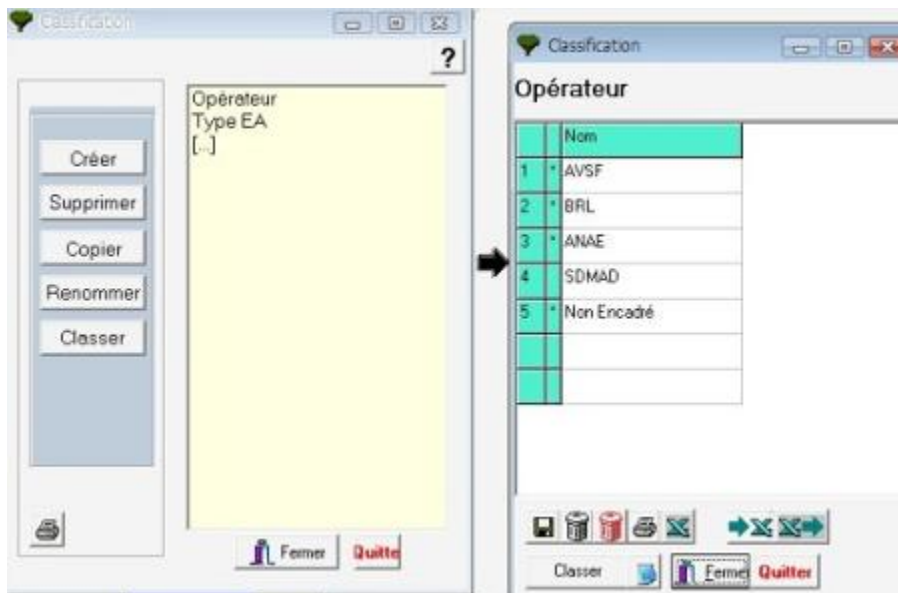 Classification
?
Opérateur
Type EA
[...]
Créer
Supprimer
Copier
Renommer
Classer
Fermer
Quitte
Classification
Opérateur
Nom
1 * AVSF
2 * BRL
3 * ANAE
4 SDMAD
5 * Non Encadré
Classer
Fermer
Quitter